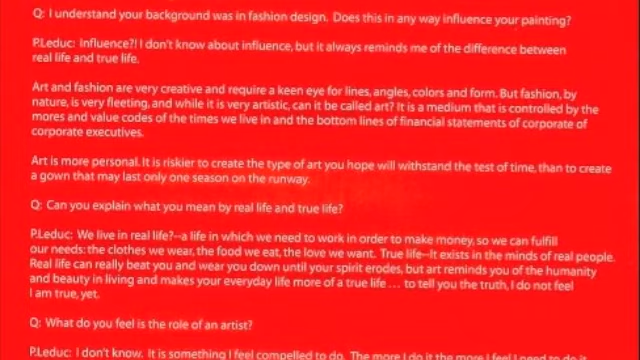 Q: I understand your background was in fashion design. Does this in any way influence your painting?
P.Leduc: Influence?! I don't know about influence, but it always reminds me of the difference between
real life and true life.
Art and fashion are very creative and require a keen eye for lines, angles, colors and form. But fashion, by
nature, is very fleeting, and while it is very artistic, can it be called art? It is a medium that is controlled by the
mores and value codes of the times we live in and the bottom lines of financial statements of corporate of
corporate executives.
Art is more personal. It is riskier to create the type of art you hope will withstand the test of time, than to create
a gown that may last only one season on the runway.
Q: Can you explain what you mean by real life and true life?
P.Leduc: We live in real life?--a life in which we need to work in order to make money, so we can fulfill
our needs: the clothes we wear, the food we eat, the love we want. True life--it exists in the minds of real people.
Real life can really beat you and wear you down until your spirit erodes, but art reminds you of the humanity
and beauty in living and makes your everyday life more of a true life ... to tell you the truth, I do not feel
I am true, yet.
Q: What do you feel is the role of an artist?
P.Leduc: I don't know. It is something I feel compelled to do. The more I do it the more I feel I need to do it